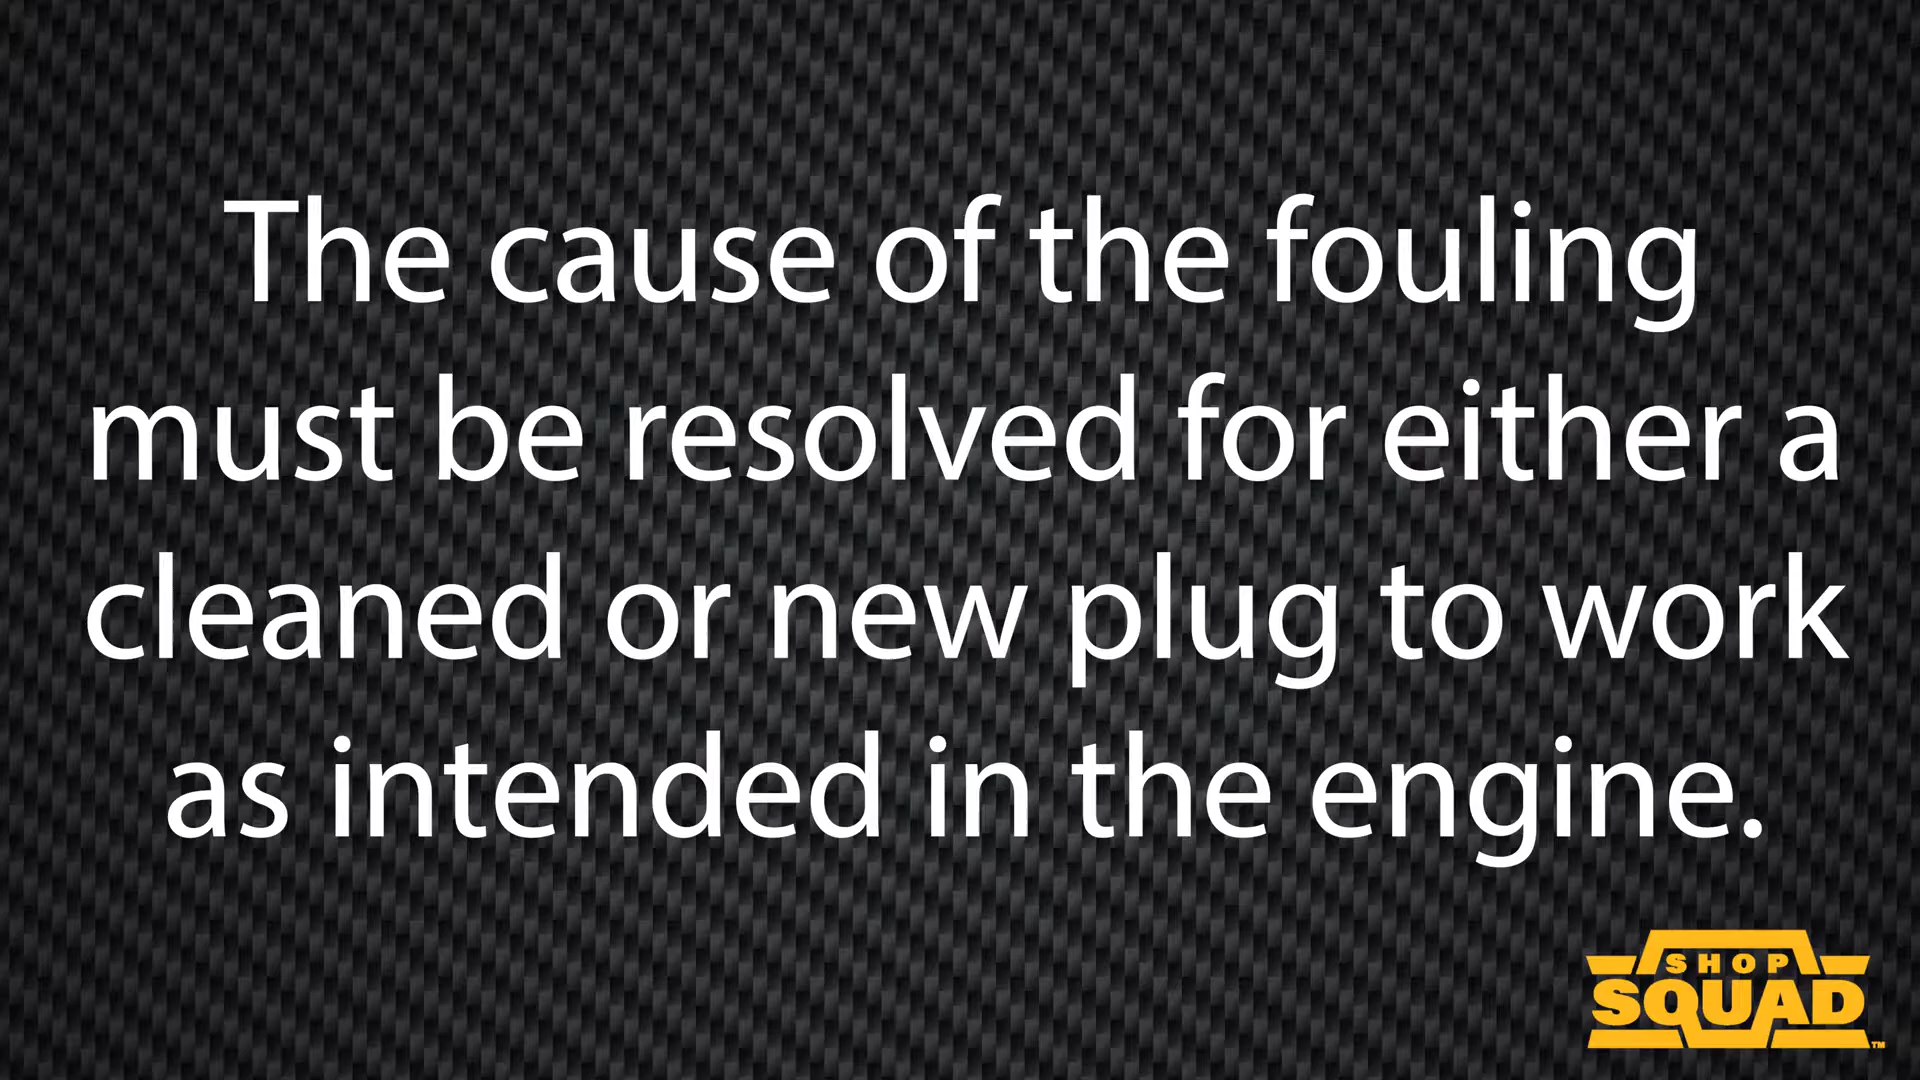 The cause of the fouling
must be resolved for either a
cleaned or new plug to work
as intended in the engine.
SHOP
SQUAD
™